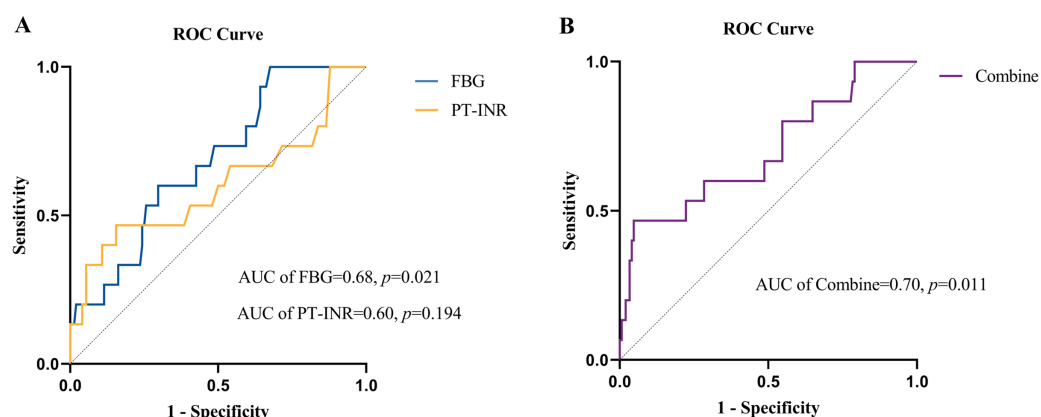 A
ROC Curve
1.0
0.5
0.0
Sensitivity
FBG
PT-INR
AUC of FBG=0.68, p=0.021
AUC of PT-INR=0.60, p=0.194
0.0
0.5
1.0
1 - Specificity
B
ROC Curve
1.0
0.5
0.0
Sensitivity
Combine
AUC of Combine=0.70, p=0.011
0.0
0.5
1.0
1 - Specificity